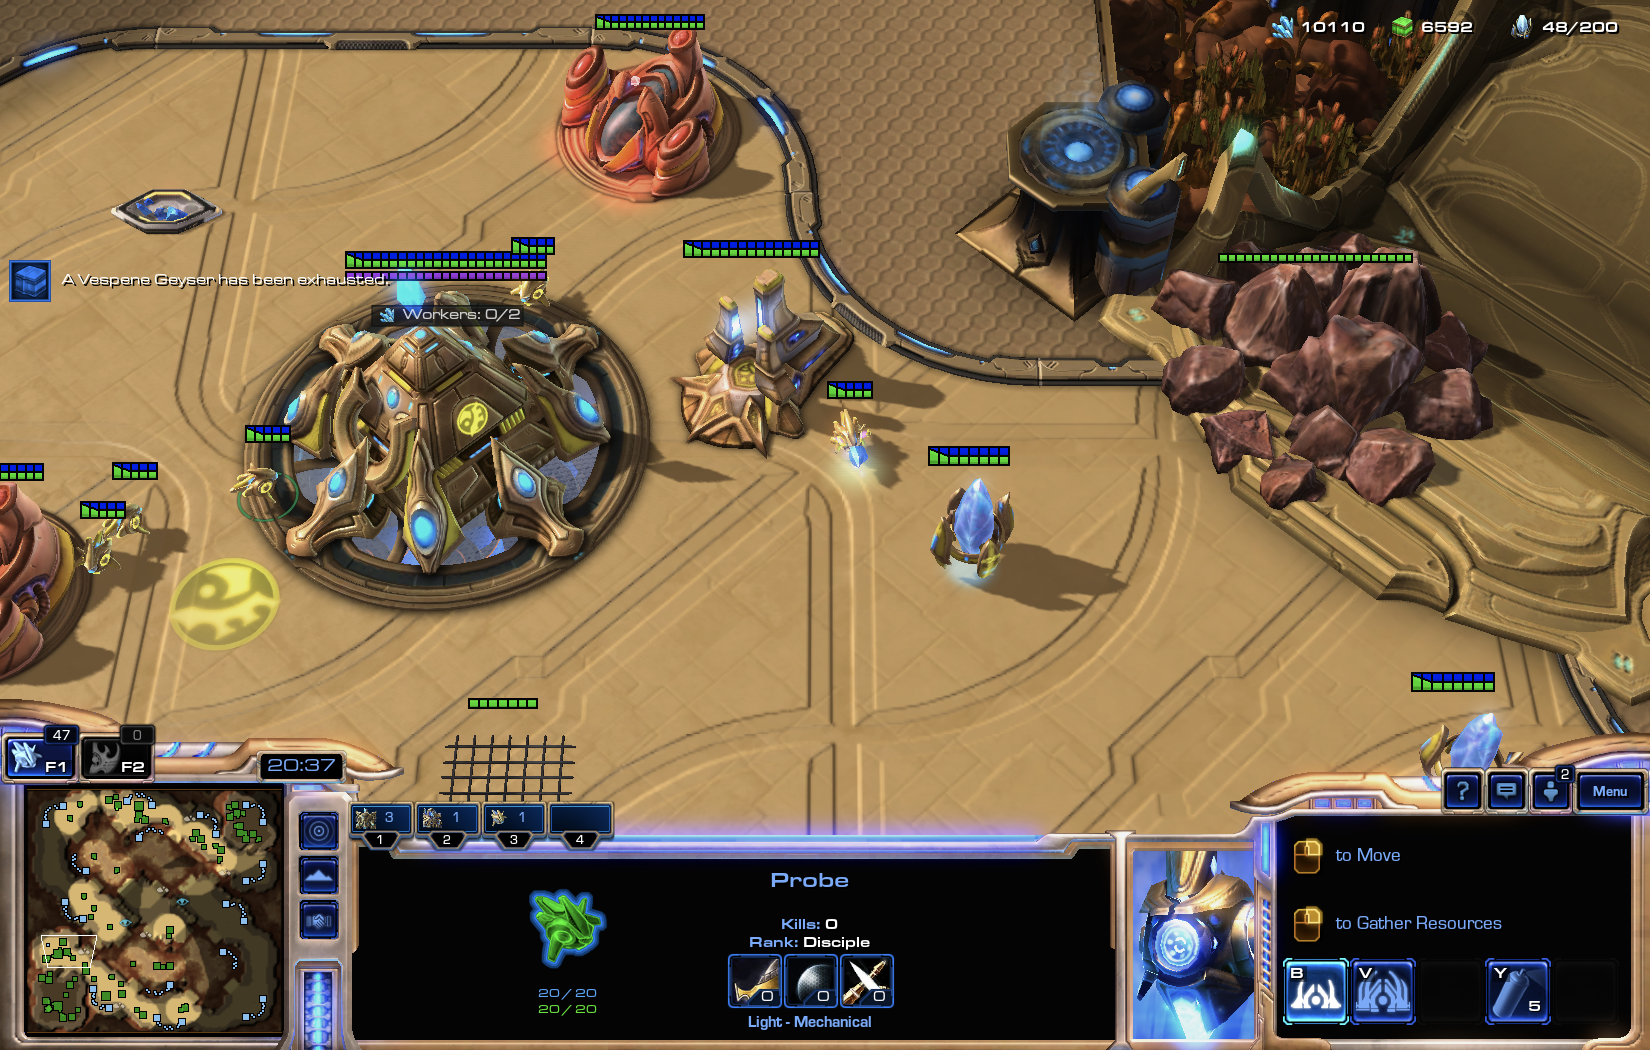 10110 6592 48/200
A Vespene Geyser has been exhausted.
Workers: 0/2
47 0
F1 F2
20:37
3 1 1
1 2 3 4
2
? Menu
Probe
Kills: 0
Rank: Disciple
0 0 0
20/20
20/20
Light - Mechanical
to Move
to Gather Resources
B V Y
5